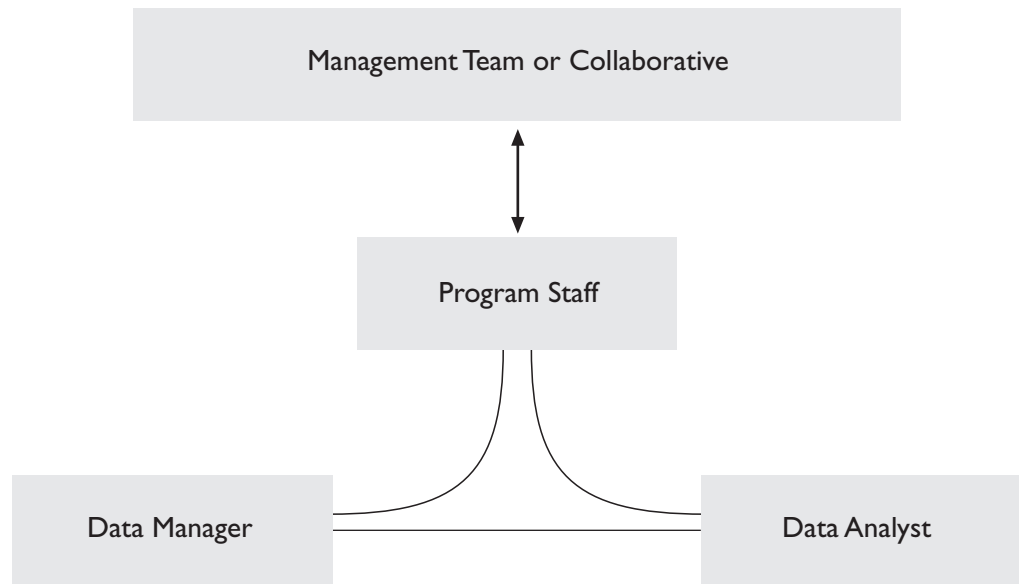 Management Team or Collaborative
Program Staff
Data Manager
Data Analyst